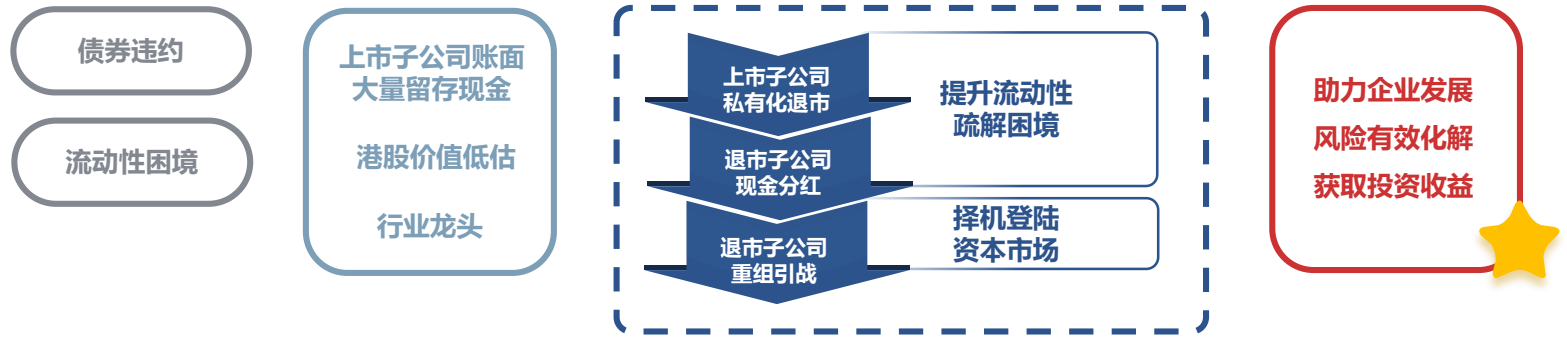 债券违约
流动性困境
上市子公司账面
大量留存现金
港股价值低估
行业龙头
上市子公司
私有化退市
退市子公司
现金分红
退市子公司
重组引战
提升流动性
疏解困境
择机登陆
资本市场
助力企业发展
风险有效化解
获取投资收益